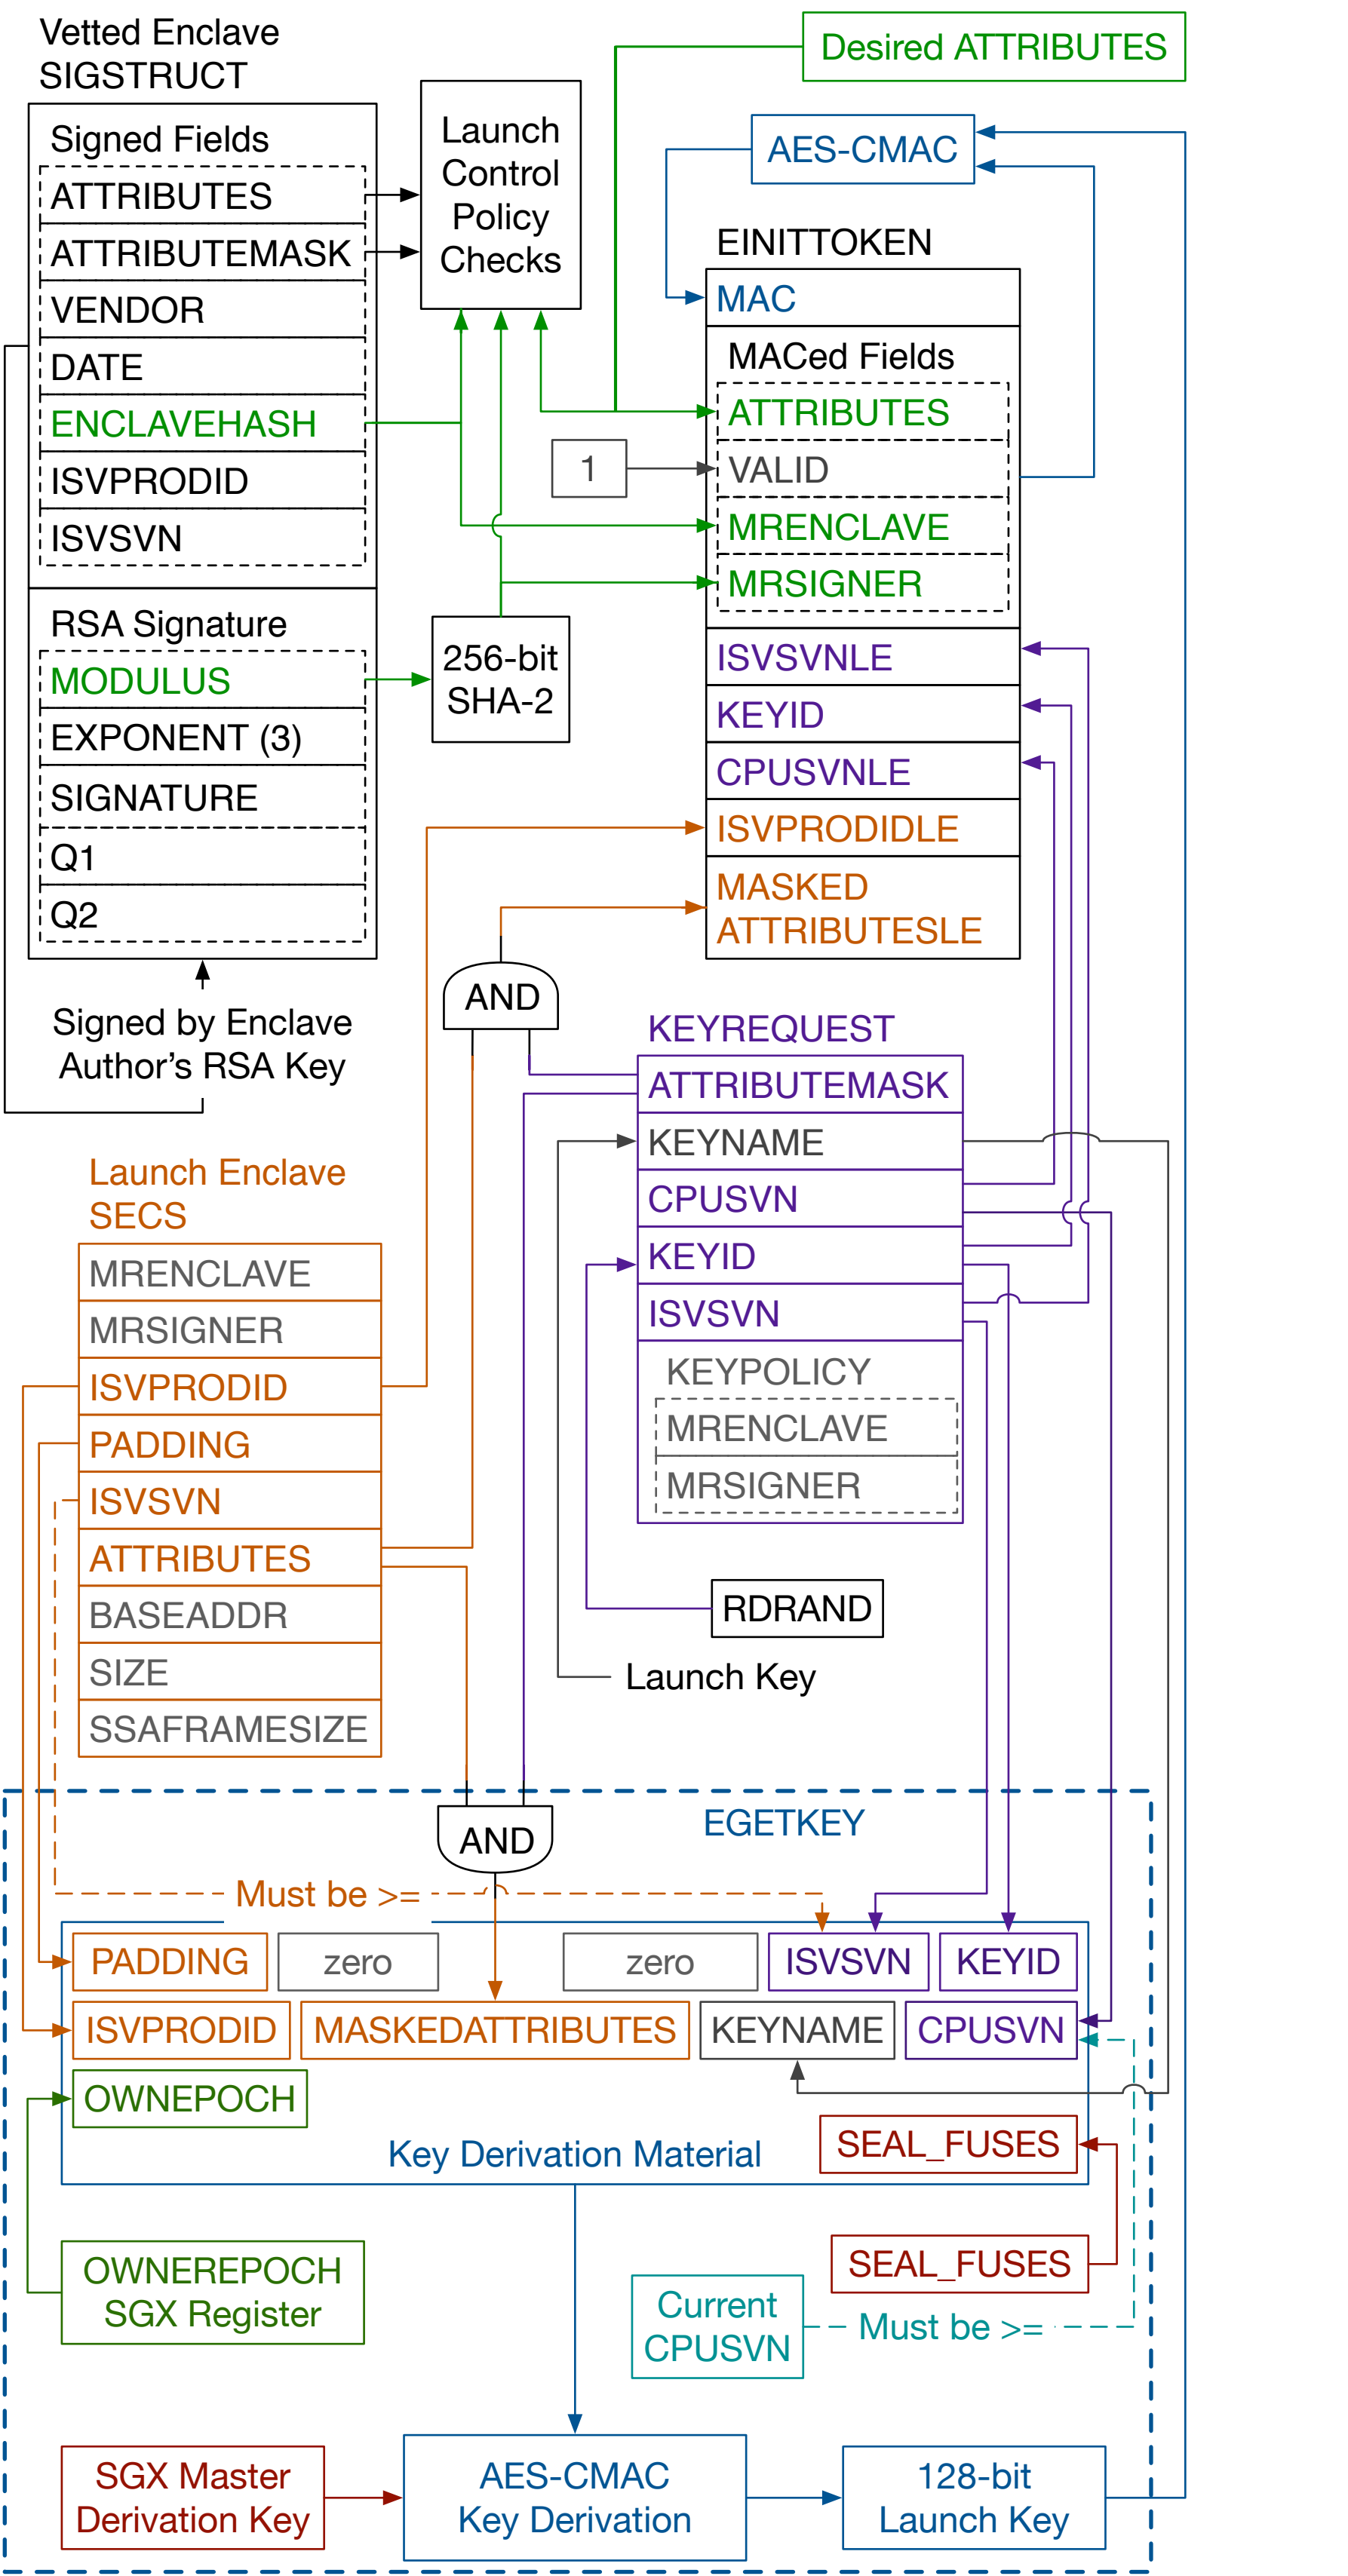 Vetted Enclave
SIGSTRUCT
Desired ATTRIBUTES
Signed Fields
ATTRIBUTES
ATTRIBUTEMASK
VENDOR
DATE
ENCLAVEHASH
ISVPRODID
ISVSVN
RSA Signature
MODULUS
EXPONENT (3)
SIGNATURE
Q1
Q2
Signed by Enclave
Author’s RSA Key
Launch
Control
Policy
Checks
256-bit
SHA-2
1
AES-CMAC
EINITTOKEN
MAC
MACed Fields
ATTRIBUTES
VALID
MRENCLAVE
MRSIGNER
ISVSVNLE
KEYID
CPUSVNLE
ISVPRODIDLE
MASKED
ATTRIBUTESLE
AND
KEYREQUEST
ATTRIBUTEMASK
KEYNAME
CPUSVN
KEYID
ISVSVN
KEYPOLICY
MRENCLAVE
MRSIGNER
RDRAND
Launch Key
Launch Enclave
SECS
MRENCLAVE
MRSIGNER
ISVPRODID
PADDING
ISVSVN
ATTRIBUTES
BASEADDR
SIZE
SSAFRAMESIZE
EGETKEY
AND
Must be >=
PADDING
zero
zero
ISVSVN
KEYID
ISVPRODID
MASKEDATTRIBUTES
KEYNAME
CPUSVN
OWNEPOCH
SEAL_FUSES
Key Derivation Material
OWNEREPOCH
SGX Register
SEAL_FUSES
Current
CPUSVN
Must be >=
SGX Master
Derivation Key
AES-CMAC
Key Derivation
128-bit
Launch Key